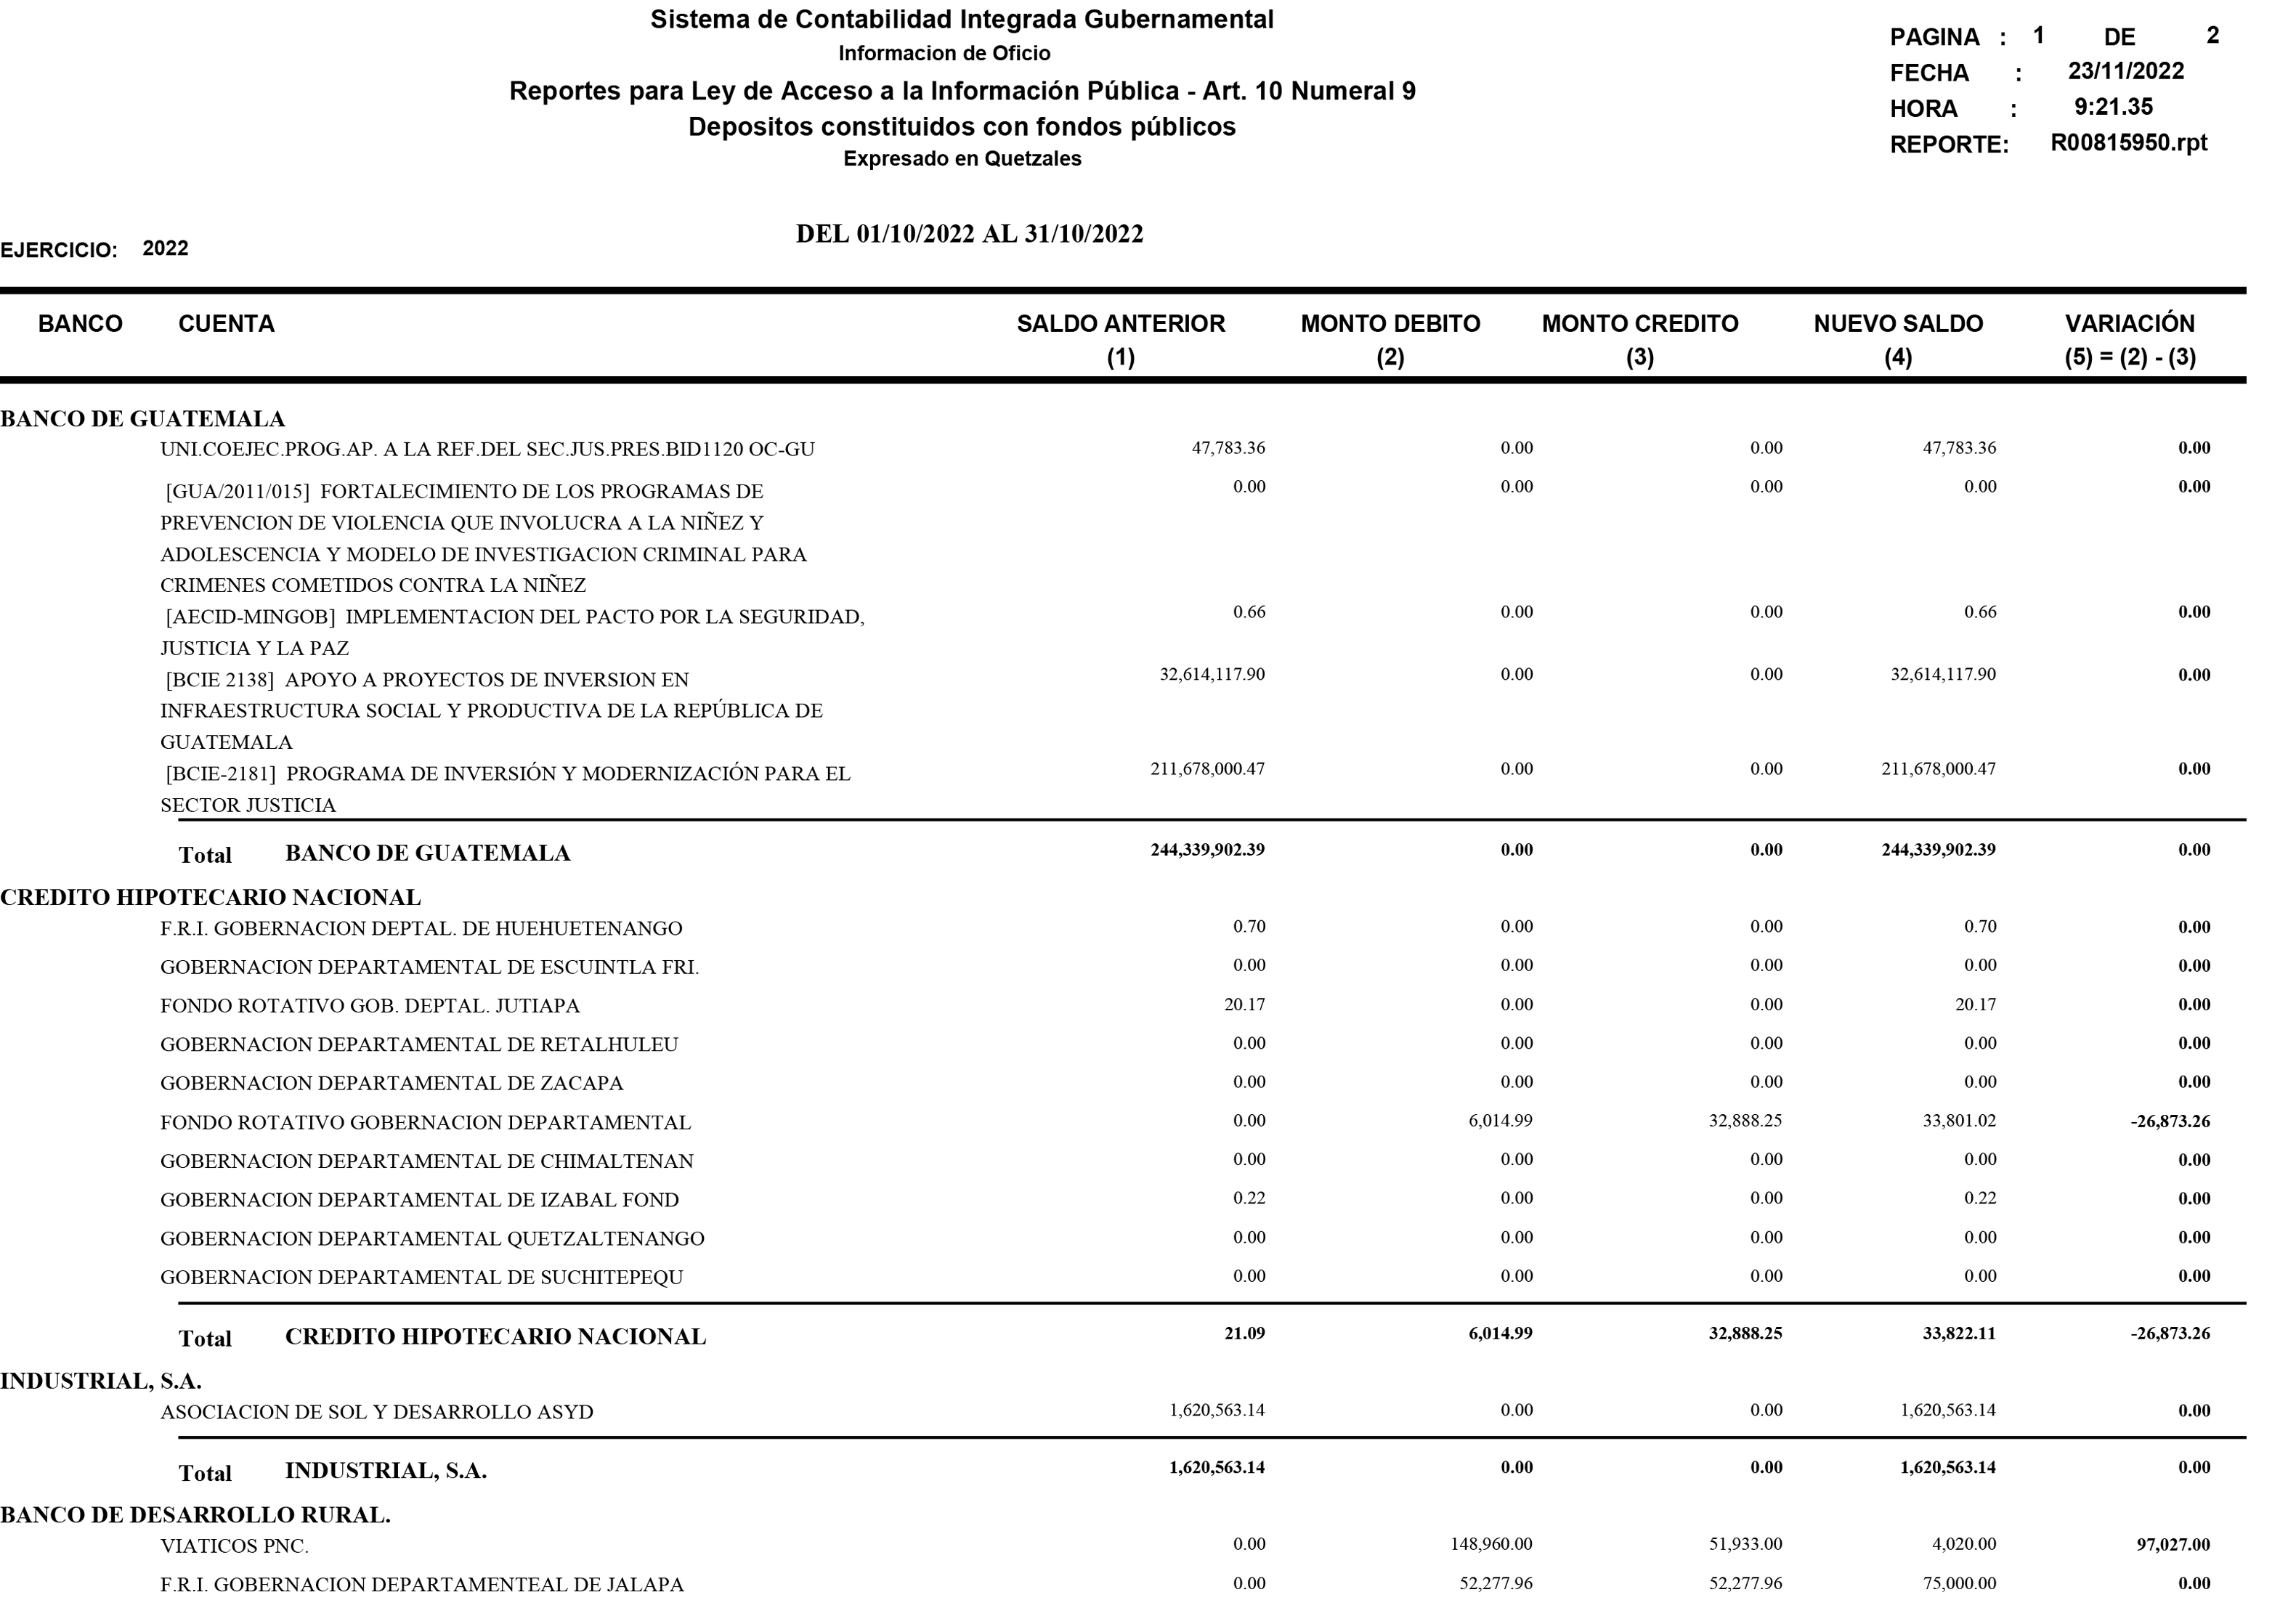 Sistema de Contabilidad Integrada Gubernamental
Informacion de Oficio
Reportes para Ley de Acceso a la Información Pública - Art. 10 Numeral 9
Depositos constituidos con fondos públicos
Expresado en Quetzales
PAGINA : 1 DE 2
FECHA : 23/11/2022
HORA : 9:21.35
REPORTE: R00815950.rpt
DEL 01/10/2022 AL 31/10/2022
EJERCICIO: 2022
BANCO CUENTA SALDO ANTERIOR MONTO DEBITO MONTO CREDITO NUEVO SALDO VARIACIÓN
(1) (2) (3) (4) (5) = (2) - (3)
BANCO DE GUATEMALA
UNI.COEJEC.PROG.AP. A LA REF.DEL SEC.JUS.PRES.BID1120 OC-GU 47,783.36 0.00 0.00 47,783.36 0.00
[GUA/2011/015] FORTALECIMIENTO DE LOS PROGRAMAS DE 0.00 0.00 0.00 0.00 0.00
PREVENCION DE VIOLENCIA QUE INVOLUCRA A LA NIÑEZ Y
ADOLESCENCIA Y MODELO DE INVESTIGACION CRIMINAL PARA
CRIMENES COMETIDOS CONTRA LA NIÑEZ
[AECID-MINGOB] IMPLEMENTACION DEL PACTO POR LA SEGURIDAD, 0.66 0.00 0.00 0.66 0.00
JUSTICIA Y LA PAZ
[BCIE 2138] APOYO A PROYECTOS DE INVERSION EN 32,614,117.90 0.00 0.00 32,614,117.90 0.00
INFRAESTRUCTURA SOCIAL Y PRODUCTIVA DE LA REPÚBLICA DE
GUATEMALA
[BCIE-2181] PROGRAMA DE INVERSIÓN Y MODERNIZACIÓN PARA EL 211,678,000.47 0.00 0.00 211,678,000.47 0.00
SECTOR JUSTICIA
Total BANCO DE GUATEMALA 244,339,902.39 0.00 0.00 244,339,902.39 0.00
CREDITO HIPOTECARIO NACIONAL
F.R.I. GOBERNACION DEPTAL. DE HUEHUETENANGO 0.70 0.00 0.00 0.70 0.00
GOBERNACION DEPARTAMENTAL DE ESCUINTLA FRI. 0.00 0.00 0.00 0.00 0.00
FONDO ROTATIVO GOB. DEPTAL. JUTIAPA 20.17 0.00 0.00 20.17 0.00
GOBERNACION DEPARTAMENTAL DE RETALHULEU 0.00 0.00 0.00 0.00 0.00
GOBERNACION DEPARTAMENTAL DE ZACAPA 0.00 0.00 0.00 0.00 0.00
FONDO ROTATIVO GOBERNACION DEPARTAMENTAL 0.00 6,014.99 32,888.25 33,801.02 -26,873.26
GOBERNACION DEPARTAMENTAL DE CHIMALTENAN 0.00 0.00 0.00 0.00 0.00
GOBERNACION DEPARTAMENTAL DE IZABAL FOND 0.22 0.00 0.00 0.22 0.00
GOBERNACION DEPARTAMENTAL QUETZALTENANGO 0.00 0.00 0.00 0.00 0.00
GOBERNACION DEPARTAMENTAL DE SUCHITEPEQU 0.00 0.00 0.00 0.00 0.00
Total CREDITO HIPOTECARIO NACIONAL 21.09 6,014.99 32,888.25 33,822.11 -26,873.26
INDUSTRIAL, S.A.
ASOCIACION DE SOL Y DESARROLLO ASYD 1,620,563.14 0.00 0.00 1,620,563.14 0.00
Total INDUSTRIAL, S.A. 1,620,563.14 0.00 0.00 1,620,563.14 0.00
BANCO DE DESARROLLO RURAL.
VIATICOS PNC. 0.00 148,960.00 51,933.00 4,020.00 97,027.00
F.R.I. GOBERNACION DEPARTAMENTEAL DE JALAPA 0.00 52,277.96 52,277.96 75,000.00 0.00